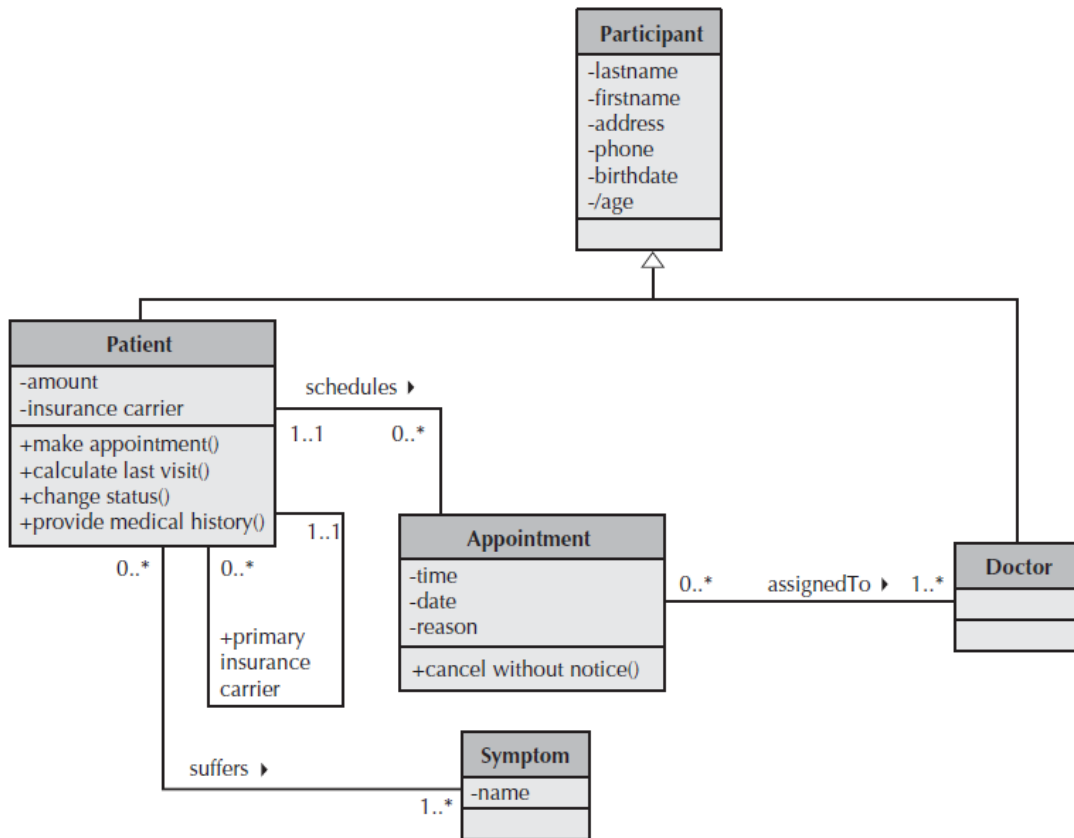 Participant
-lastname
-firstname
-address
-phone
-birthdate
-/age
Patient
-amount
-insurance carrier
+make appointment()
+calculate last visit()
+change status()
+provide medical history()
schedules
1..1
0..*
1..1
0..*
0..*
+primary
insurance
carrier
Appointment
-time
-date
-reason
+cancel without notice()
0..*
assignedTo
1..*
Doctor
suffers
1..*
Symptom
-name